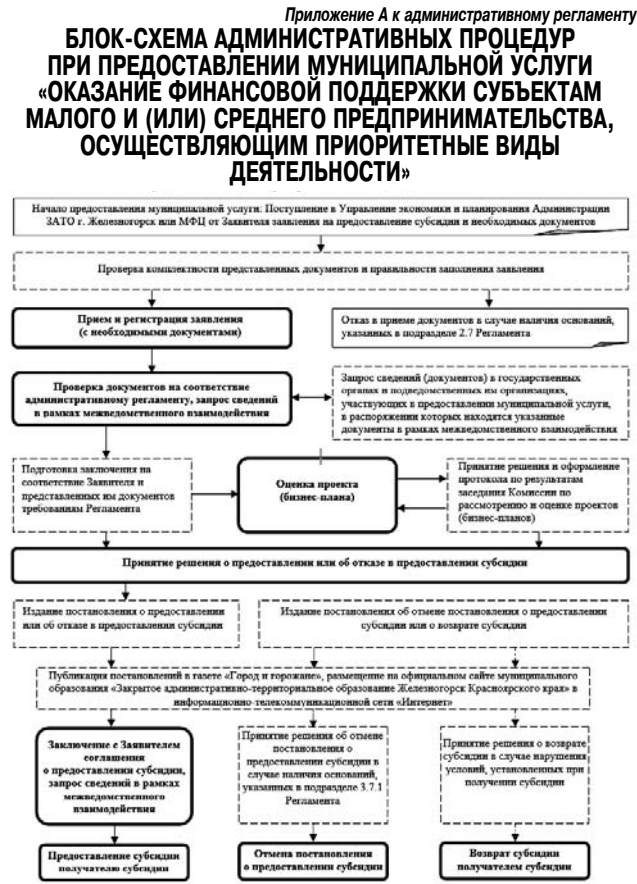 Приложение А к административному регламенту
БЛОК-СХЕМА АДМИНИСТРАТИВНЫХ ПРОЦЕДУР
ПРИ ПРЕДОСТАВЛЕНИИ МУНИЦИПАЛЬНОЙ УСЛУГИ
«ОКАЗАНИЕ ФИНАНСОВОЙ ПОДДЕРЖКИ СУБЪЕКТАМ
МАЛОГО И (ИЛИ) СРЕДНЕГО ПРЕДПРИНИМАТЕЛЬСТВА,
ОСУЩЕСТВЛЯЮЩИМ ПРИОРИТЕТНЫЕ ВИДЫ
ДЕЯТЕЛЬНОСТИ»
Начало предоставления муниципальной услуги: Поступление в Управление экономики и планирования Администрации
ЗАТО г. Железногорск или МФЦ от Заявителя заявления на предоставление субсидии и необходимых документов
Проверка комплектности представленных документов и правильности заполнения заявления
Прием и регистрация заявления
(с необходимыми документами)
Отказ в приеме документов в случае наличия оснований,
указанных в подразделе 2.7 Регламента
Проверка документов на соответствие
административному регламенту, запрос сведений
в рамках межведомственного взаимодействия
Запрос сведений (документов) в государственных
органах и подведомственных им организациях,
участвующих в предоставлении муниципальной услуги,
в распоряжении которых находятся указанные
документы в рамках межведомственного взаимодействия
Подготовка заключения на
соответствие Заявителя и
представленных им документов
требованиям Регламента
Оценка проекта
(бизнес-плана)
Принятие решения и оформление
протокола по результатам
заседания Комиссии по
рассмотрению и оценке проектов
(бизнес-планов)
Принятие решения о предоставлении или об отказе в предоставлении субсидии
Издание постановления о предоставлении
или об отказе в предоставлении субсидии
Издание постановления об отмене постановления о предоставлении
субсидии или о возврате субсидии
Публикация постановлений в газете «Город и горожане», размещение на официальном сайте муниципального
образования «Закрытое административно-территориальное образование Железногорск Красноярского края» в
информационно-телекоммуникационной сети «Интернет»
Заключение с Заявителем
соглашения
о предоставлении субсидии,
запрос сведений в рамках
межведомственного
взаимодействия
Принятие решения об отмене
постановления о
предоставлении субсидии в
случае наличия оснований,
указанных в подразделе 3.7.1
Регламента
Принятие решения о возврате
субсидии в случае нарушения
условий, установленных при
получении субсидии
Предоставление субсидии
получателю субсидии
Отмена постановления
о предоставлении субсидии
Возврат субсидии
получателем субсидии